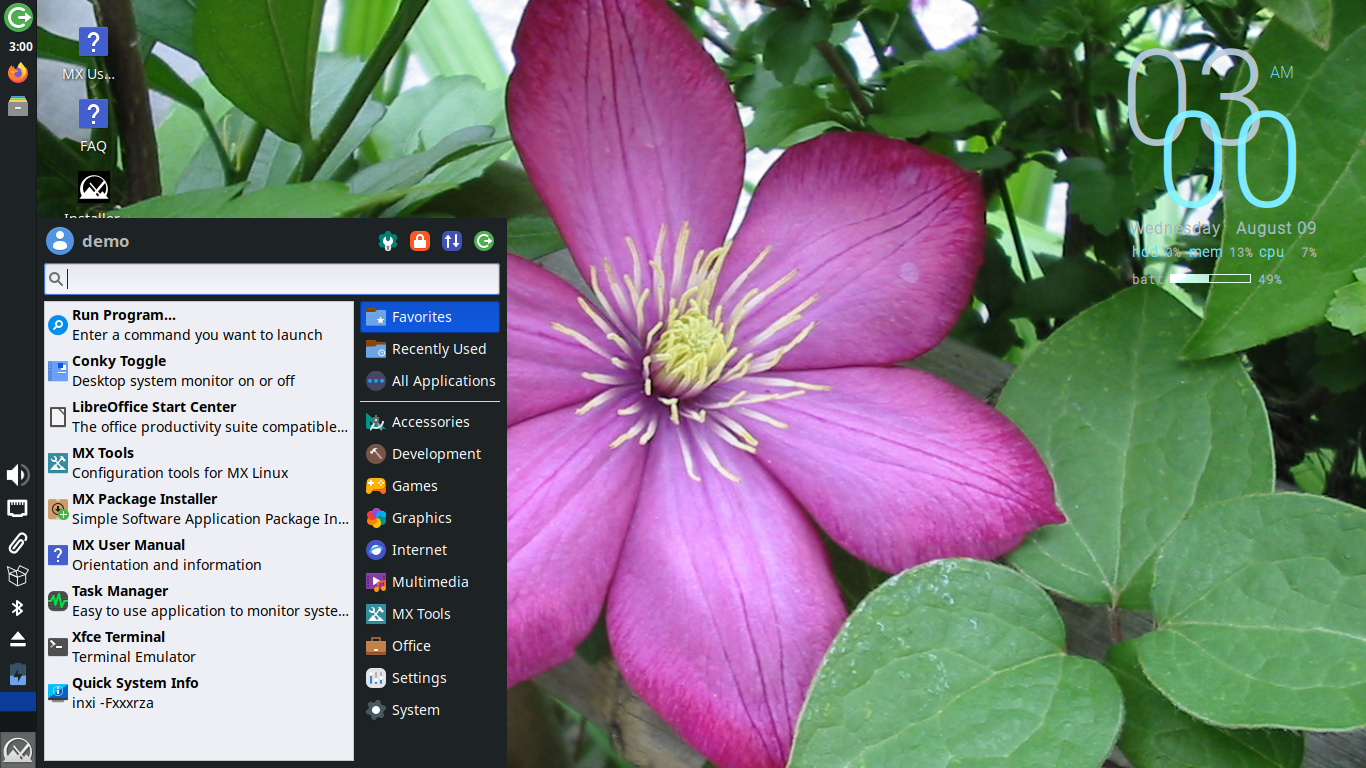 3:00
MX Us...
FAQ
Installer
demo
Run Program...
Enter a command you want to launch
Conky Toggle
Desktop system monitor on or off
LibreOffice Start Center
The office productivity suite compatible...
MX Tools
Configuration tools for MX Linux
MX Package Installer
Simple Software Application Package In...
MX User Manual
Orientation and information
Task Manager
Easy to use application to monitor syste...
Xfce Terminal
Terminal Emulator
Quick System Info
inxi -Fxxxrza
Favorites
Recently Used
All Applications
Accessories
Development
Games
Graphics
Internet
Multimedia
MX Tools
Office
Settings
System
03 AM
00
Wednesday August 09
hdd 0% mem 13% cpu 7%
batt 49%